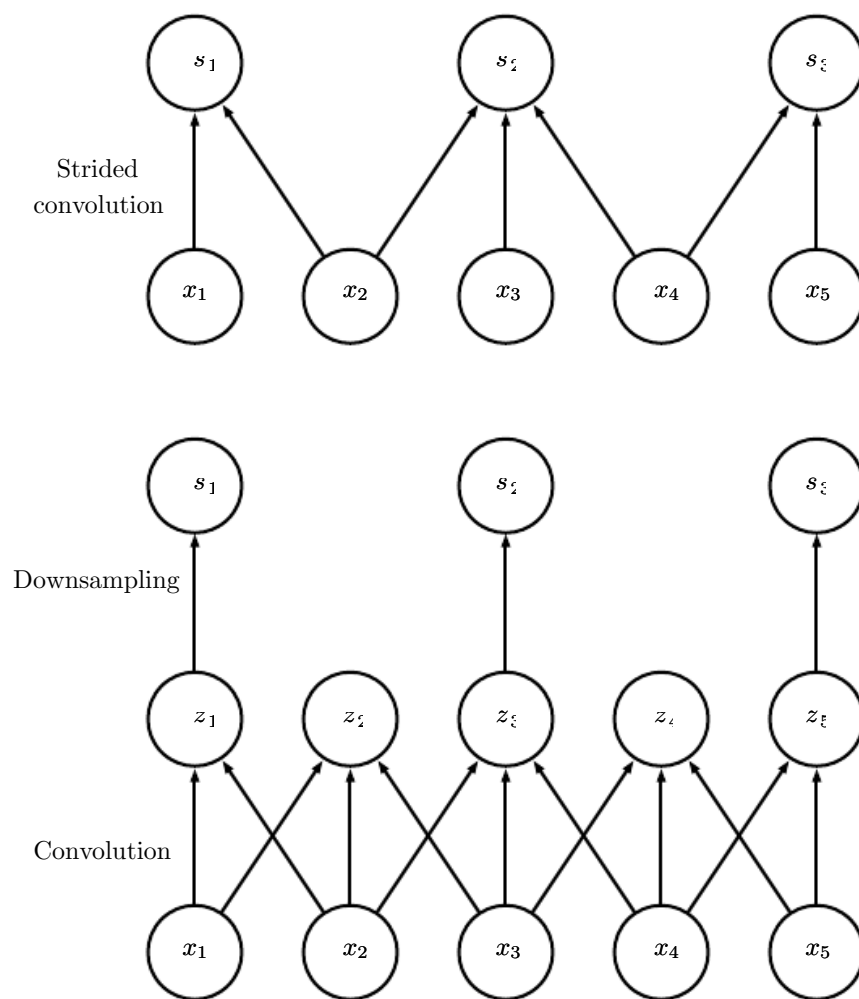 s₁ s₂ s₃
Strided
convolution
x₁ x₂ x₃ x₄ x₅
s₁ s₂ s₃
Downsampling
z₁ z₂ z₃ z₄ z₅
Convolution
x₁ x₂ x₃ x₄ x₅